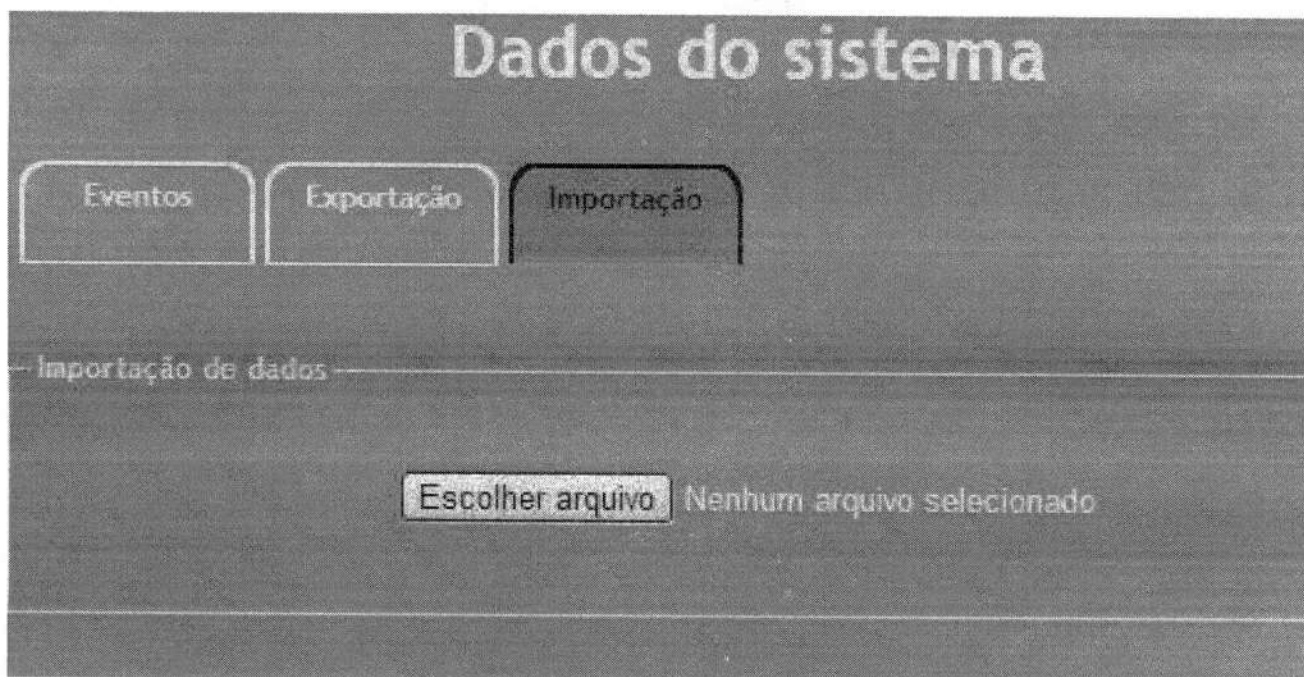 Dados do sistema
Eventos Exportação Importação
Importação de dados
Escolher arquivo Nenhum arquivo selecionado